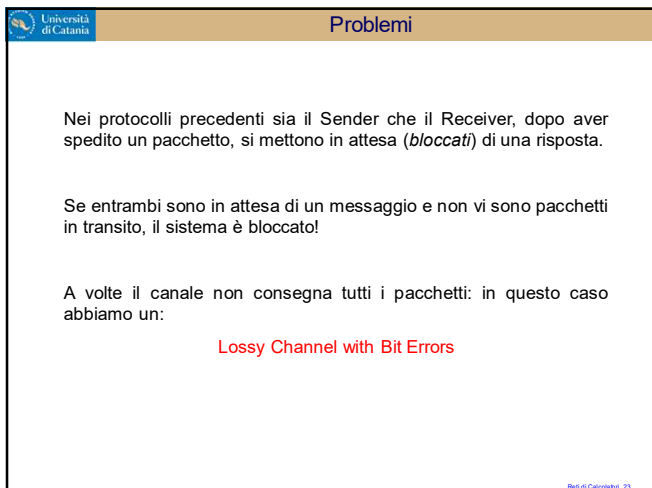 Università
di Catania
Problemi
Nei protocolli precedenti sia il Sender che il Receiver, dopo aver
spedito un pacchetto, si mettono in attesa (bloccati) di una risposta.
Se entrambi sono in attesa di un messaggio e non vi sono pacchetti
in transito, il sistema è bloccato!
A volte il canale non consegna tutti i pacchetti: in questo caso
abbiamo un:
Lossy Channel with Bit Errors
Reti di Calcolatori 23